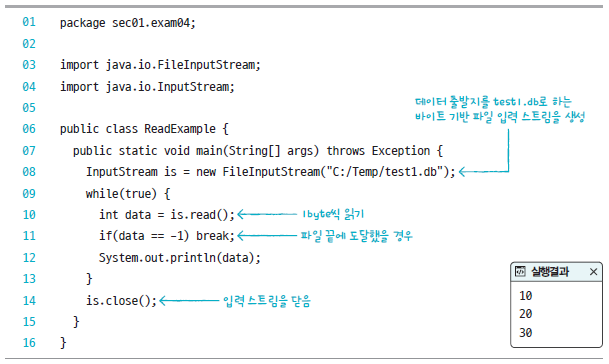 01 package sec01.exam04;
02
03 import java.io.FileInputStream;
04 import java.io.InputStream;
05
데이터 출발지를 test1.db로 하는
바이트 기반 파일 입력 스트림을 생성
06 public class ReadExample {
07 public static void main(String[] args) throws Exception {
08 InputStream is = new FileInputStream("C:/Temp/test1.db");
09 while(true) {
10 int data = is.read(); 1byte씩 읽기
11 if(data == -1) break; 파일 끝에 도달했을 경우
12 System.out.println(data);
13 }
14 is.close(); 입력 스트림을 닫음
15 }
16 }
</> 실행결과 ×
10
20
30